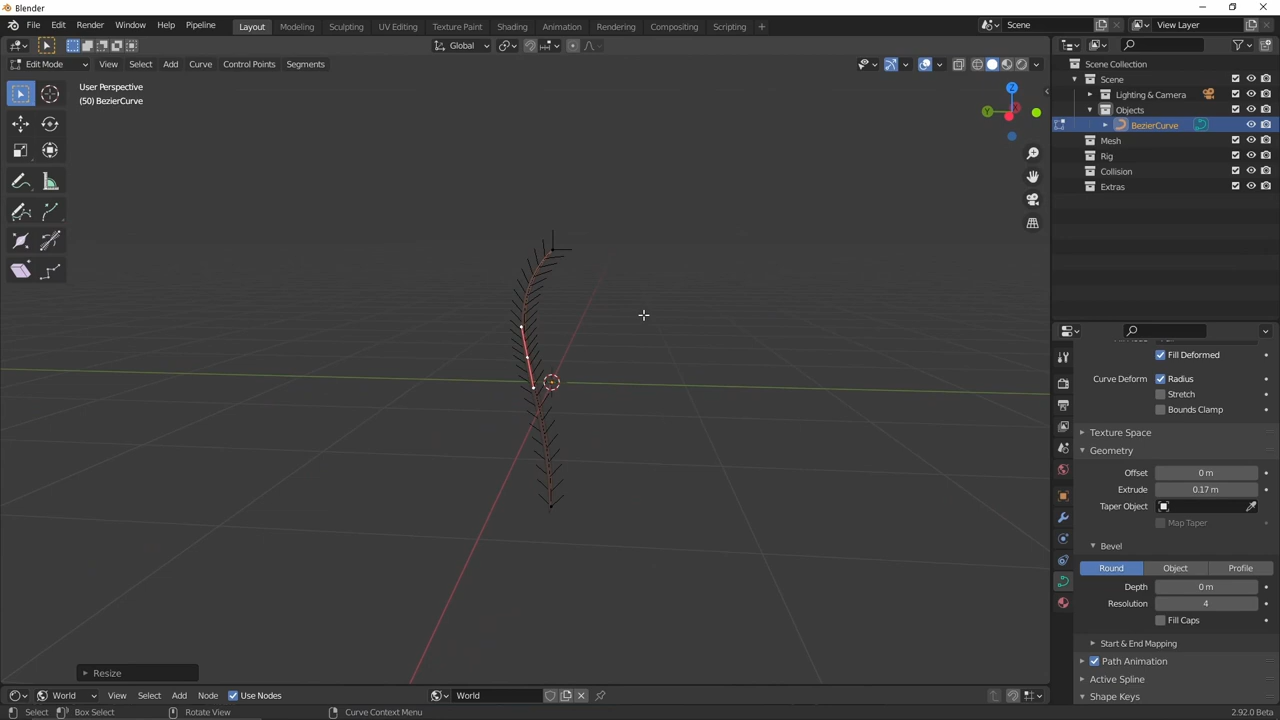 Blender
File Edit Render Window Help Pipeline
Layout Modeling Sculpting UV Editing Texture Paint Shading Animation Rendering Compositing Scripting +
Scene
View Layer
Global
Edit Mode View Select Add Curve Control Points Segments
User Perspective
(50) BezierCurve
Z
Y
X
Scene Collection
Scene
Lighting & Camera
Objects
BezierCurve
Mesh
Rig
Collision
Extras
Fill Deformed
Curve Deform Radius
Stretch
Bounds Clamp
Texture Space
Geometry
Offset 0 m
Extrude 0.17 m
Taper Object
Map Taper
Bevel
Round Object Profile
Depth 0 m
Resolution 4
Fill Caps
Start & End Mapping
Path Animation
Active Spline
Shape Keys
Resize
World View Select Add Node Use Nodes World
Select Box Select Rotate View Curve Context Menu 2.92.0 Beta